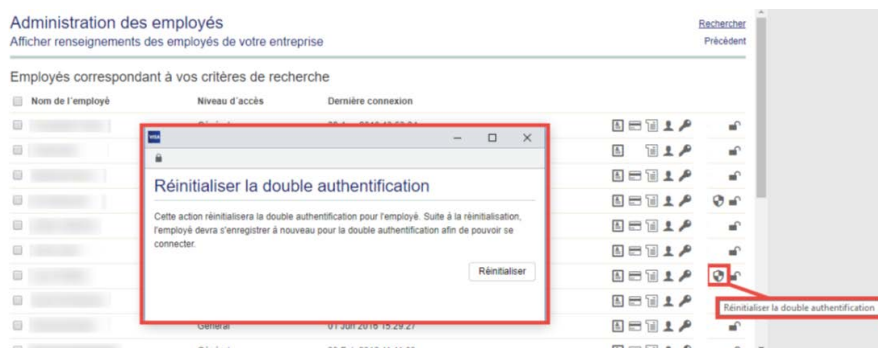 Administration des employés
Rechercher
Afficher renseignements des employés de votre entreprise
Précédent
Employés correspondant à vos critères de recherche
Nom de l'employé Niveau d'accès Dernière connexion
VISA
Réinitialiser la double authentification
Cette action réinitialisera la double authentification pour l'employé. Suite à la réinitialisation,
l'employé devra s'enregistrer à nouveau pour la double authentification afin de pouvoir se
connecter.
Réinitialiser
Réinitialiser la double authentification
Général 01 Jun 2016 15:29:27